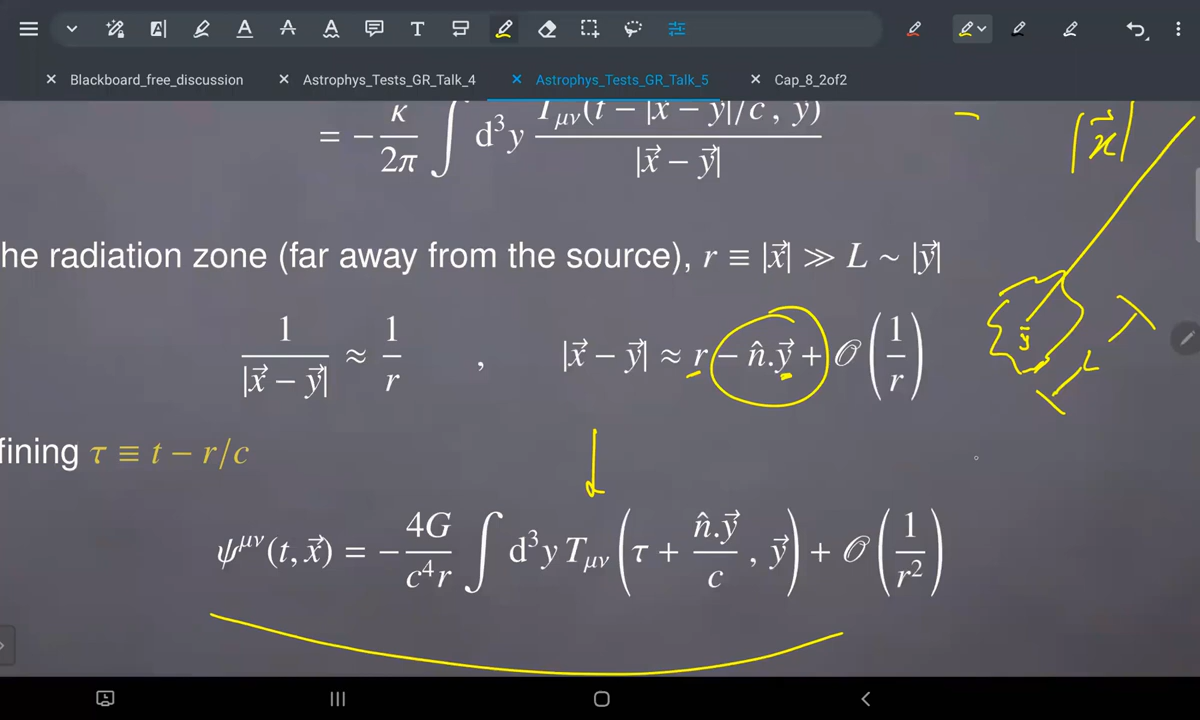 Blackboard_free_discussion Astrophys_Tests_GR_Talk_4 Astrophys_Tests_GR_Talk_5 Cap_8_2of2
= − κ/2π ∫ d³y T_μν(t − |x⃗ − y⃗|/c , y⃗) / |x⃗ − y⃗|
|x⃗|
he radiation zone (far away from the source), r ≡ |x⃗| ≫ L ∼ |y⃗|
1/|x⃗ − y⃗| ≈ 1/r , |x⃗ − y⃗| ≈ r − n̂.y⃗ + 𝒪(1/r)
y⃗
L
fining τ ≡ t − r/c
ψ^μν(t, x⃗) = − 4G/c⁴r ∫ d³y T_μν(τ + n̂.y⃗/c , y⃗) + 𝒪(1/r²)